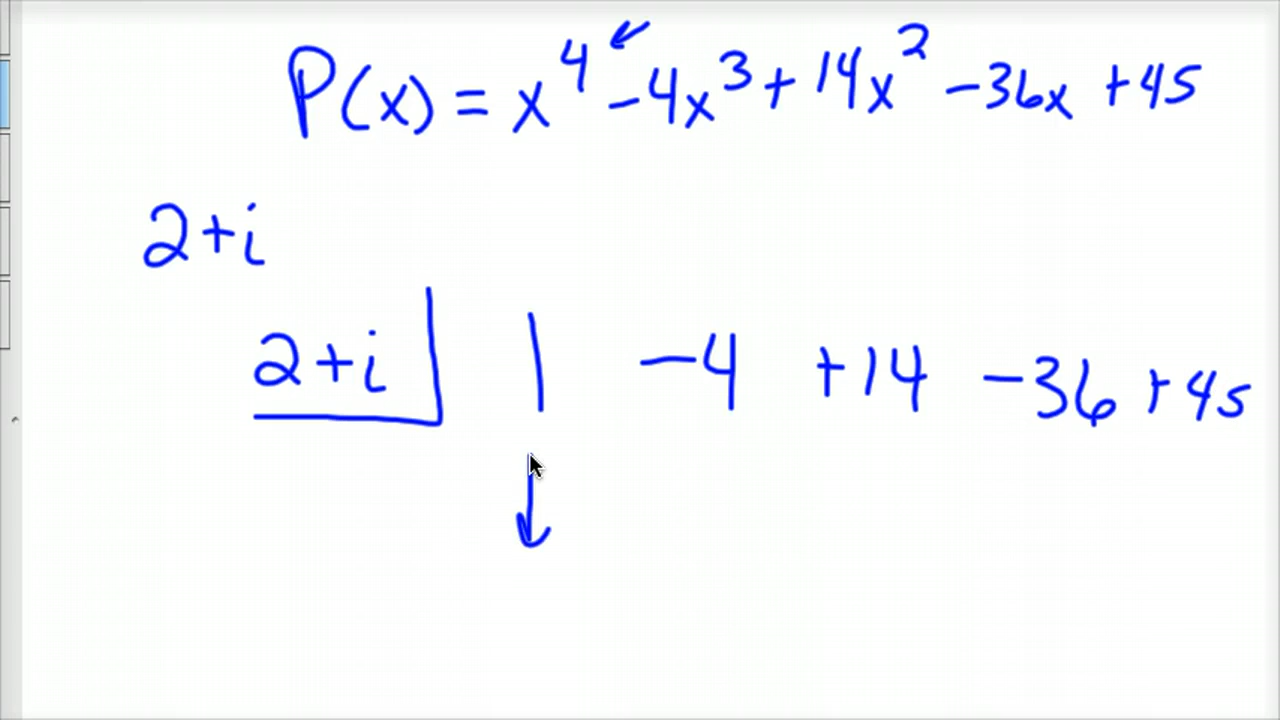 P(x) = x⁴ -4x³ + 14x² -36x +45
2+i
2+i | 1 -4 +14 -36 +45